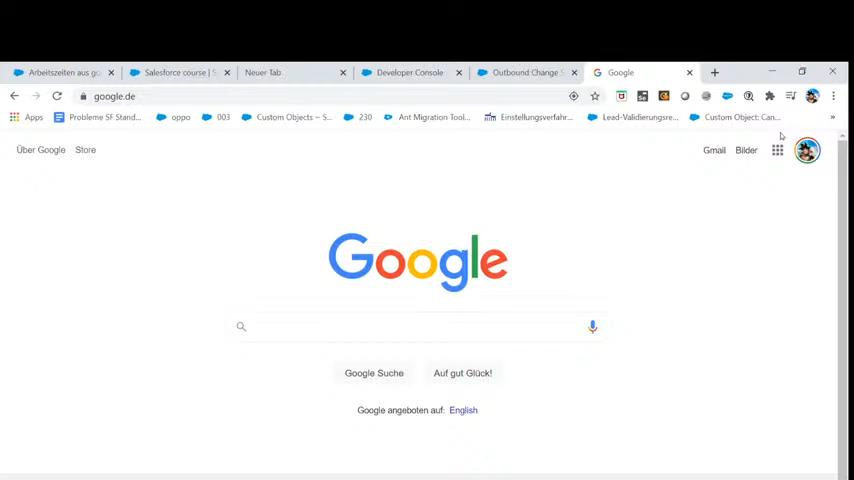 Arbeitszeiten aus go
Salesforce course | S
Neuer Tab
Developer Console
Outbound Change S
Google
google.de
Apps
Probleme SF Stand...
oppo
003
Custom Objects ~ S...
230
Ant Migration Tool...
Einstellungsverfahr...
Lead-Validierungsre...
Custom Object: Can...
»
Über Google
Store
Gmail
Bilder
Google
Google Suche
Auf gut Glück!
Google angeboten auf: English